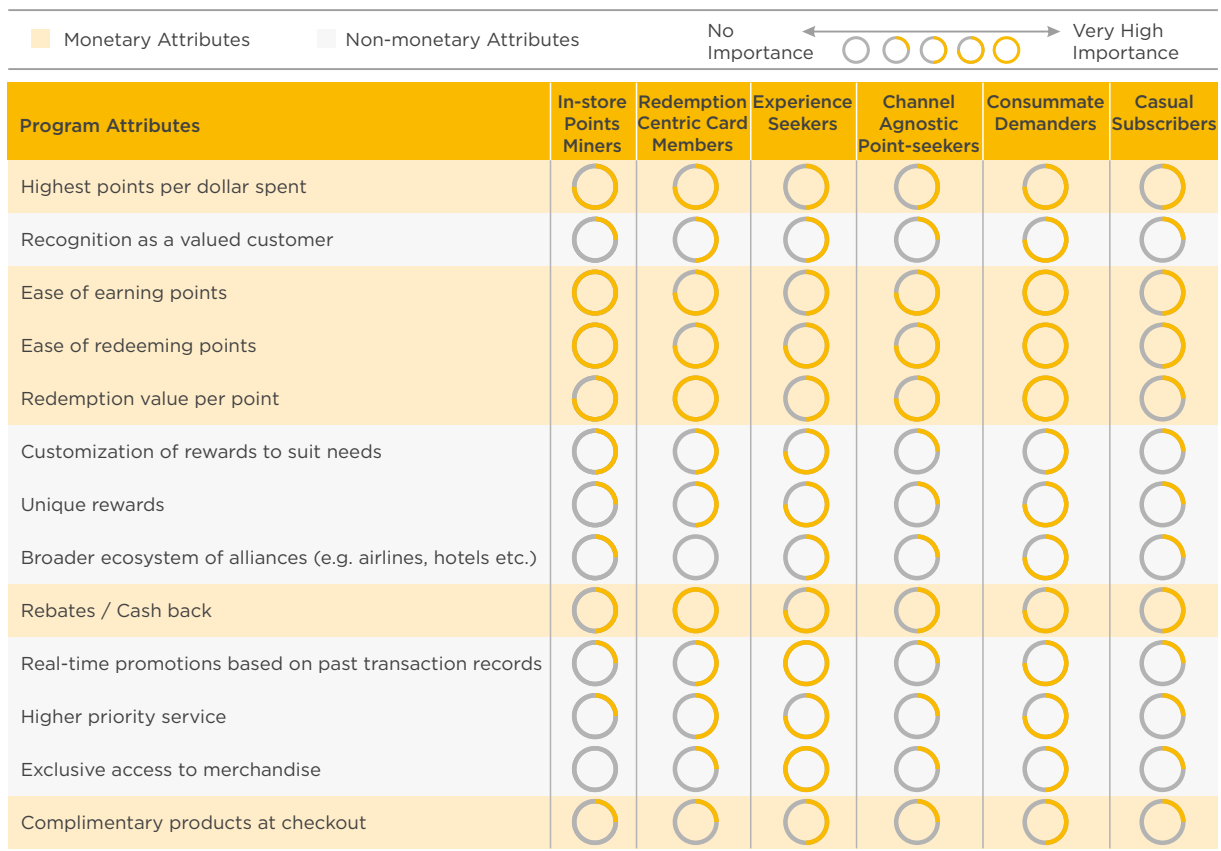 Monetary Attributes
Non-monetary Attributes
No
Importance
Very High
Importance
Program Attributes
In-store
Points
Miners
Redemption
Centric Card
Members
Experience
Seekers
Channel
Agnostic
Point-seekers
Consummate
Demanders
Casual
Subscribers
Highest points per dollar spent
Recognition as a valued customer
Ease of earning points
Ease of redeeming points
Redemption value per point
Customization of rewards to suit needs
Unique rewards
Broader ecosystem of alliances (e.g. airlines, hotels etc.)
Rebates / Cash back
Real-time promotions based on past transaction records
Higher priority service
Exclusive access to merchandise
Complimentary products at checkout